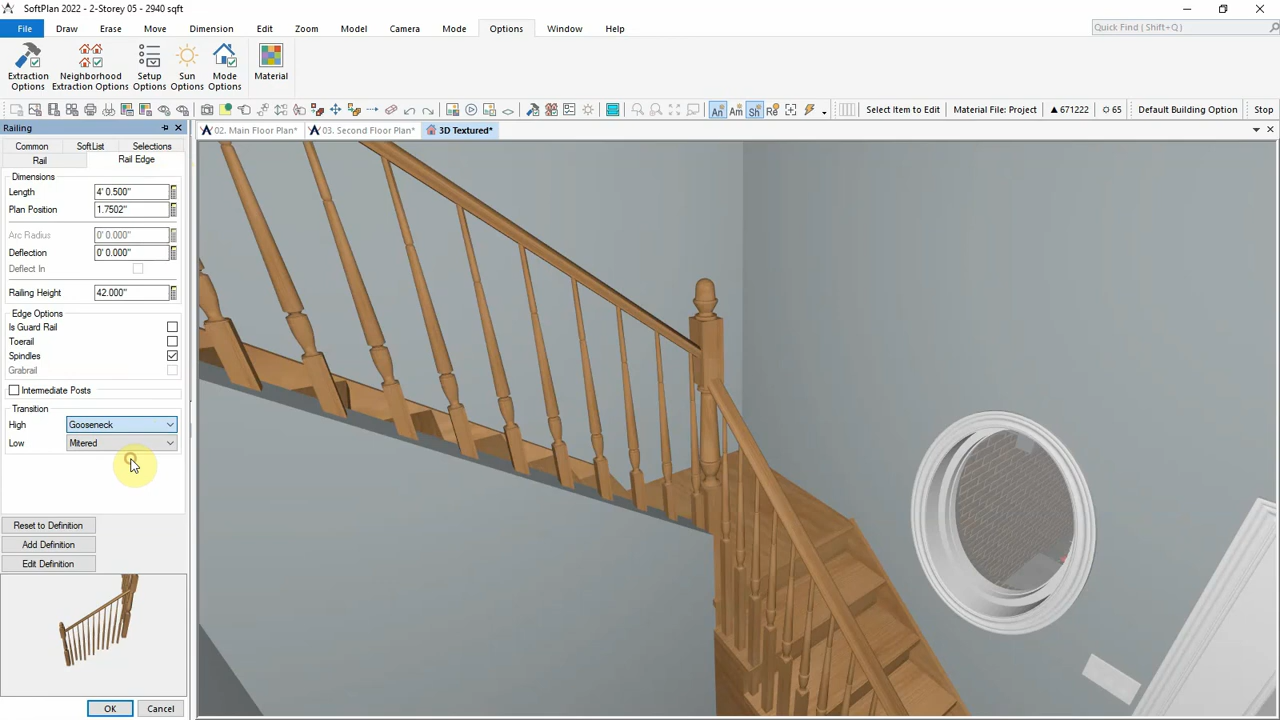 SoftPlan 2022 - 2-Storey 05 - 2940 sqft
File Draw Erase Move Dimension Edit Zoom Model Camera Mode Options Window Help
Quick Find ( Shift+Q )
Extraction Options
Neighborhood Extraction Options
Setup Options
Sun Options
Mode Options
Material
An Am Sh Re
Select Item to Edit Material File: Project 671222 65 Default Building Option Stop
Railing
02. Main Floor Plan* 03. Second Floor Plan* 3D Textured*
Common SoftList Selections
Rail Rail Edge
Dimensions
Length 4' 0.500"
Plan Position 1.7502"
Arc Radius 0' 0.000"
Deflection 0' 0.000"
Deflect In
Railing Height 42.000"
Edge Options
Is Guard Rail
Toerail
Spindles
Grabrail
Intermediate Posts
Transition
High Gooseneck
Low Mitered
Reset to Definition
Add Definition
Edit Definition
OK Cancel